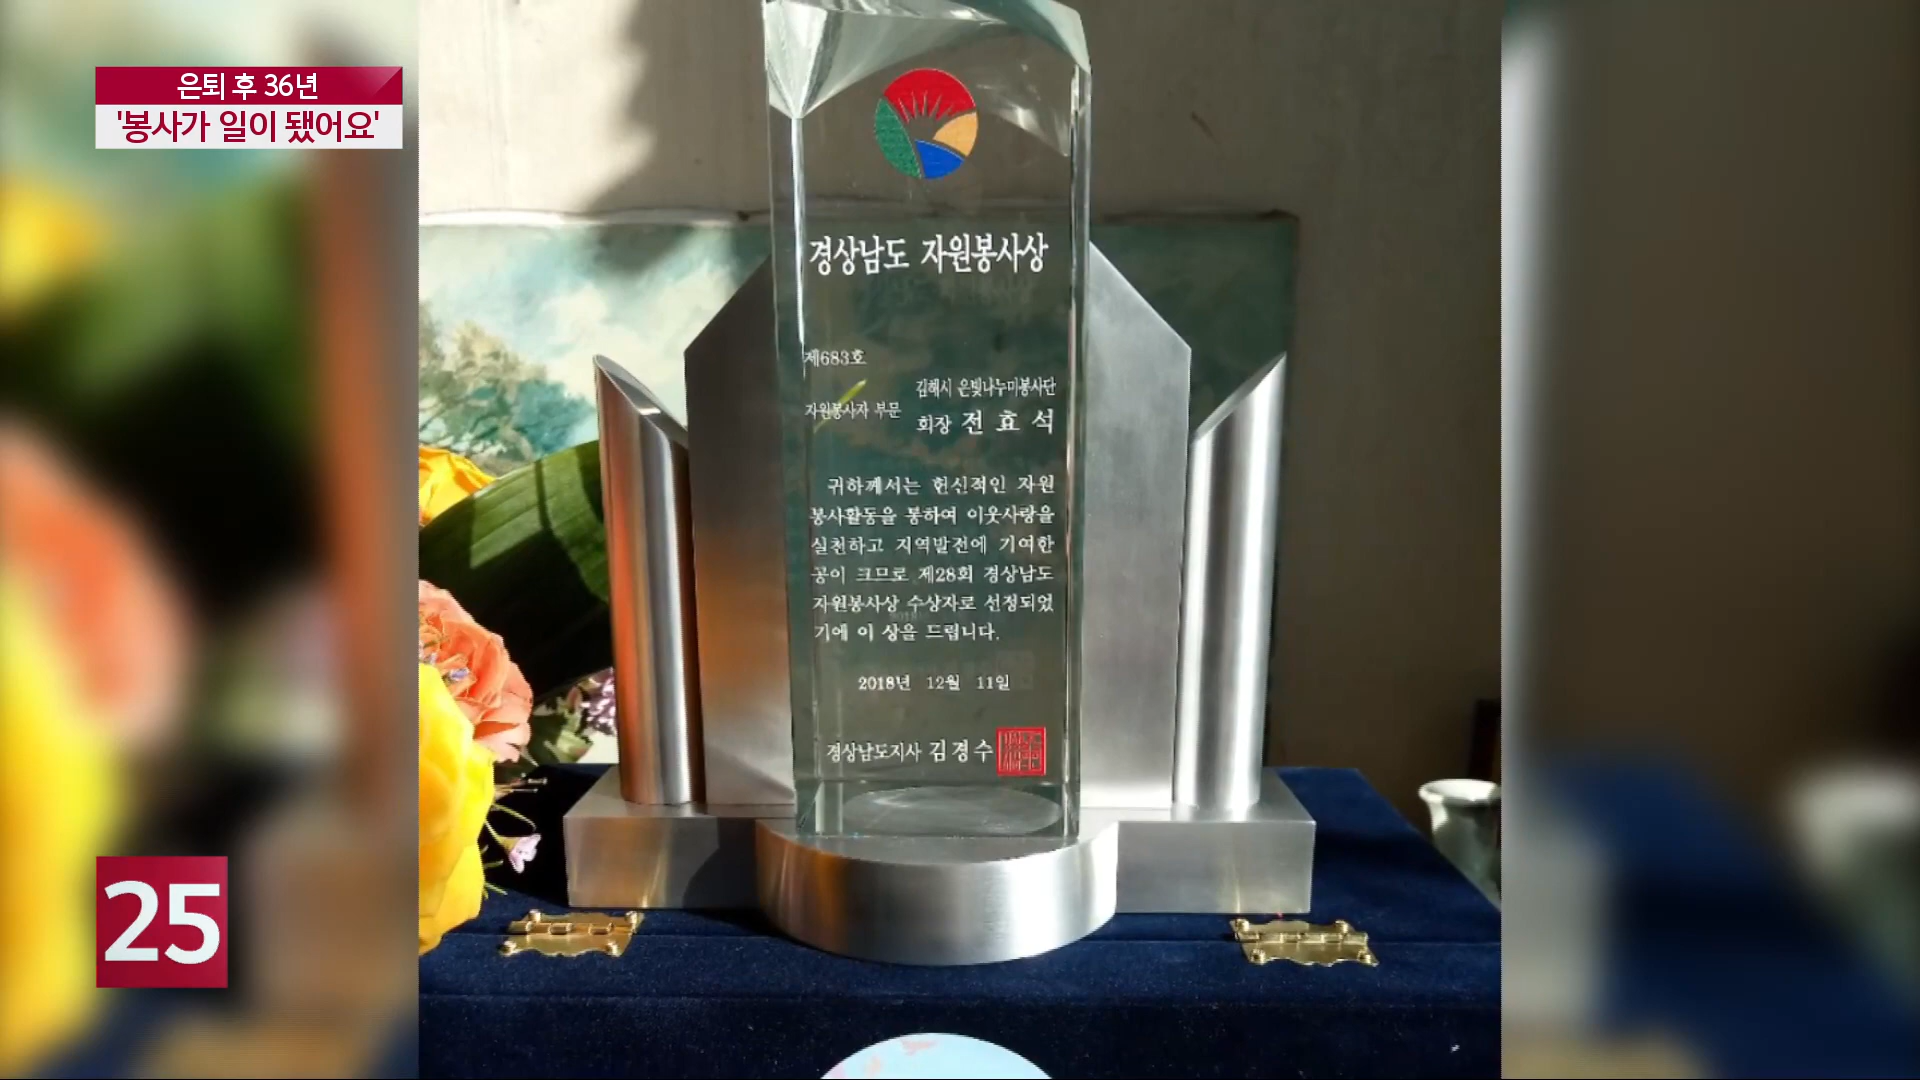 은퇴 후 36년
'봉사가 일이 됐어요'
경상남도 자원봉사상
제683호
김해시 은빛나누미봉사단
자원봉사자 부문
회장 전효석
귀하께서는 헌신적인 자원
봉사활동을 통하여 이웃사랑을
실천하고 지역발전에 기여한
공이 크므로 제28회 경상남도
자원봉사상 수상자로 선정되었
기에 이 상을 드립니다.
2018년 12월 11일
경상남도지사 김경수
25